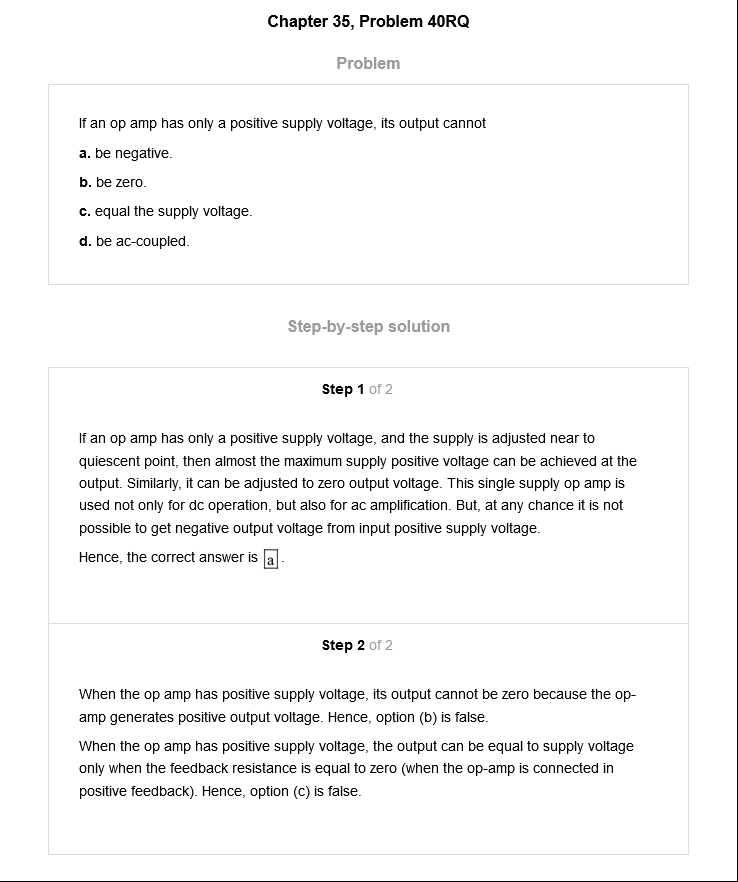 Chapter 35, Problem 40RQ
Problem
If an op amp has only a positive supply voltage, its output cannot
a. be negative.
b. be zero.
c. equal the supply voltage.
d. be ac-coupled.
Step-by-step solution
Step 1 of 2
If an op amp has only a positive supply voltage, and the supply is adjusted near to
quiescent point, then almost the maximum supply positive voltage can be achieved at the
output. Similarly, it can be adjusted to zero output voltage. This single supply op amp is
used not only for dc operation, but also for ac amplification. But, at any chance it is not
possible to get negative output voltage from input positive supply voltage.
Hence, the correct answer is a .
Step 2 of 2
When the op amp has positive supply voltage, its output cannot be zero because the op-
amp generates positive output voltage. Hence, option (b) is false.
When the op amp has positive supply voltage, the output can be equal to supply voltage
only when the feedback resistance is equal to zero (when the op-amp is connected in
positive feedback). Hence, option (c) is false.